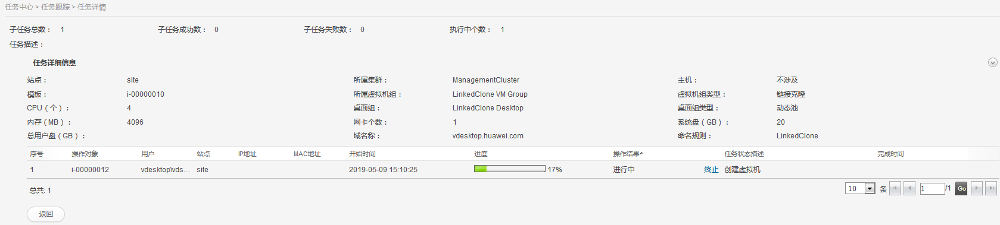 任务中心 > 任务跟踪 > 任务详情
子任务总数： 1 子任务成功数： 0 子任务失败数： 0 执行中个数： 1
任务描述：
任务详细信息
站点： site 所属集群： ManagementCluster 主机： 不涉及
模板： i-00000010 所属虚拟机组： LinkedClone VM Group 虚拟机组类型： 链接克隆
CPU（个）： 4 桌面组： LinkedClone Desktop 桌面组类型： 动态池
内存（MB）： 4096 网卡个数： 1 系统盘（GB）： 20
总用户盘（GB）： 域名称： vdesktop.huawei.com 命名规则： LinkedClone
序号 操作对象 用户 站点 IP地址 MAC地址 开始时间 进度 操作结果 任务状态描述 完成时间
1 i-00000012 vdesktop\vds... site 2019-05-09 15:10:25 17% 进行中 终止 创建虚拟机
总共: 1 10 条 1 /1 Go
返回